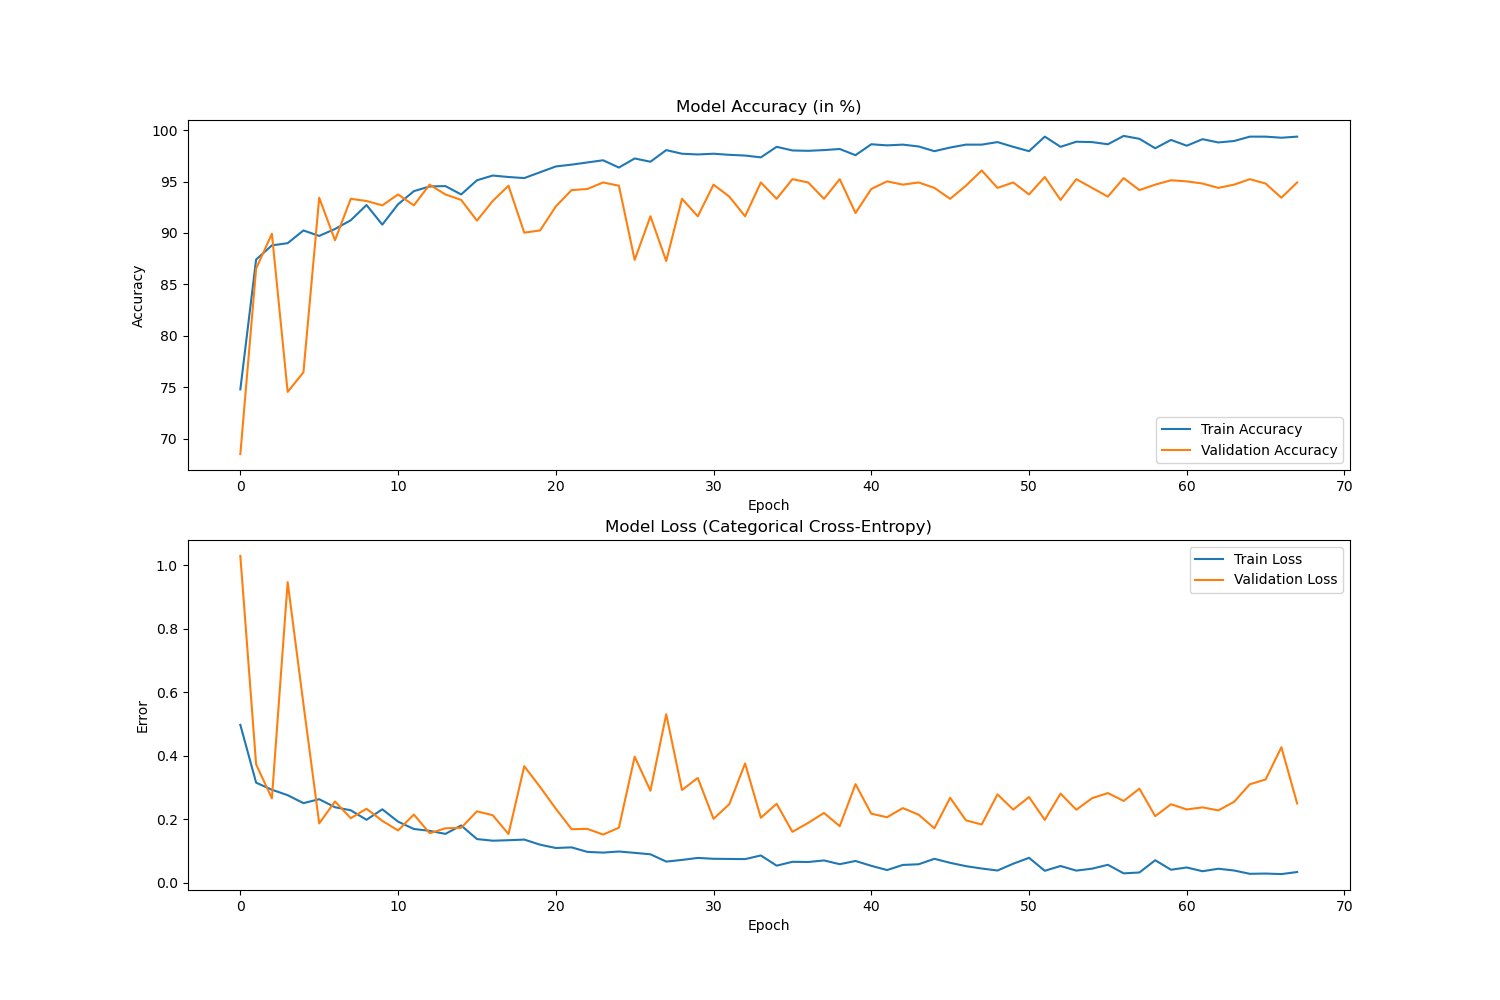 Model Accuracy (in %)
100
95
90
85
80
75
70
Accuracy
Train Accuracy
Validation Accuracy
0 10 20 30 40 50 60 70
Epoch
Model Loss (Categorical Cross-Entropy)
1.0
0.8
0.6
0.4
0.2
0.0
Error
Train Loss
Validation Loss
0 10 20 30 40 50 60 70
Epoch